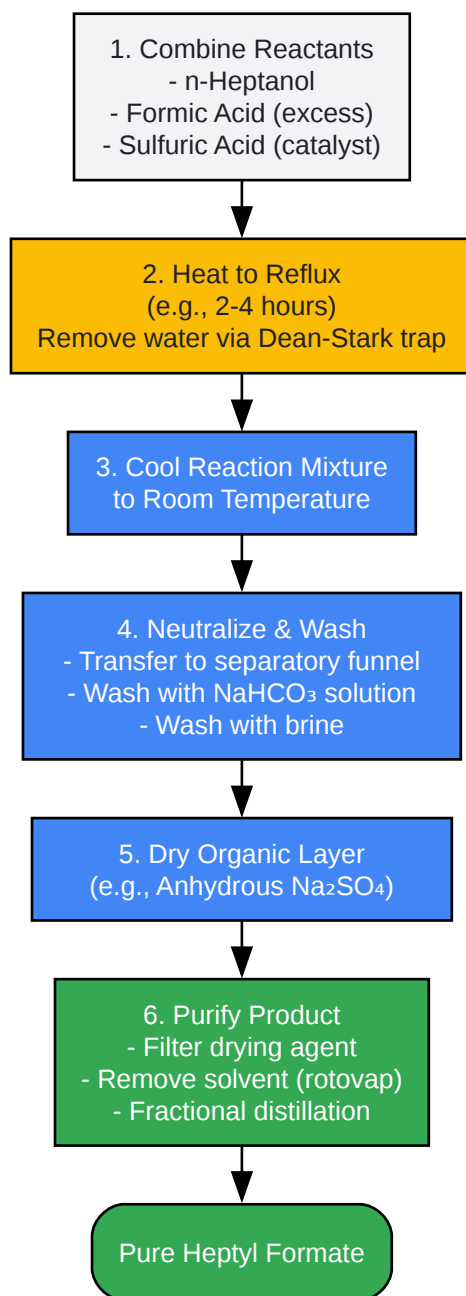 1. Combine Reactants
- n-Heptanol
- Formic Acid (excess)
- Sulfuric Acid (catalyst)
2. Heat to Reflux
(e.g., 2-4 hours)
Remove water via Dean-Stark trap
3. Cool Reaction Mixture
to Room Temperature
4. Neutralize & Wash
- Transfer to separatory funnel
- Wash with NaHCO₃ solution
- Wash with brine
5. Dry Organic Layer
(e.g., Anhydrous Na₂SO₄)
6. Purify Product
- Filter drying agent
- Remove solvent (rotovap)
- Fractional distillation
Pure Heptyl Formate